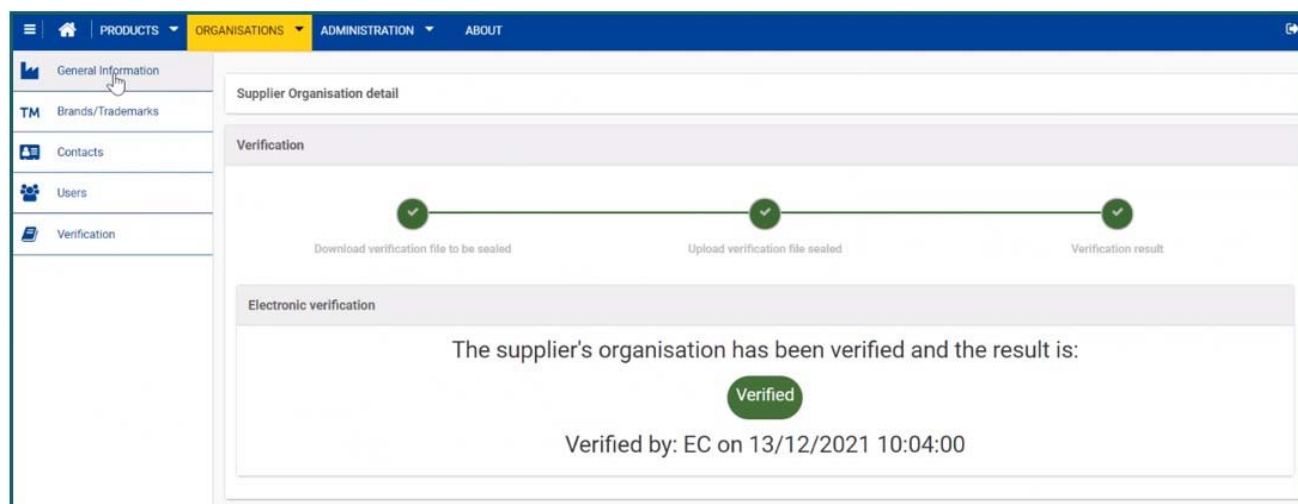 PRODUCTS ORGANISATIONS ADMINISTRATION ABOUT
General Information
TM Brands/Trademarks
Contacts
Users
Verification
Supplier Organisation detail
Verification
Download verification file to be sealed
Upload verification file sealed
Verification result
Electronic verification
The supplier's organisation has been verified and the result is:
Verified
Verified by: EC on 13/12/2021 10:04:00